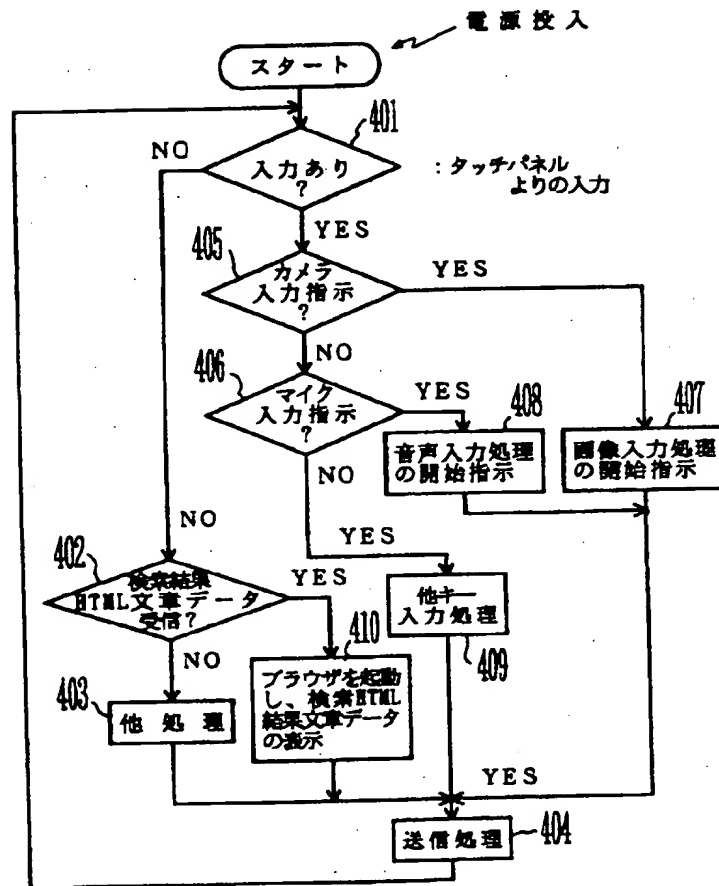 電源投入
スタート
401
NO
入力あり
?
:タッチパネル
よりの入力
YES
405
カメラ
入力指示
?
YES
NO
406
マイク
入力指示
?
YES
408
407
音声入力処理
の開始指示
画像入力処理
の開始指示
NO
NO
YES
402
検索結果
HTML文章データ
受信?
YES
他キー
入力処理
409
NO
410
403
他処理
ブラウザを起動
し、検索HTML
結果文章データ
の表示
YES
送信処理
404